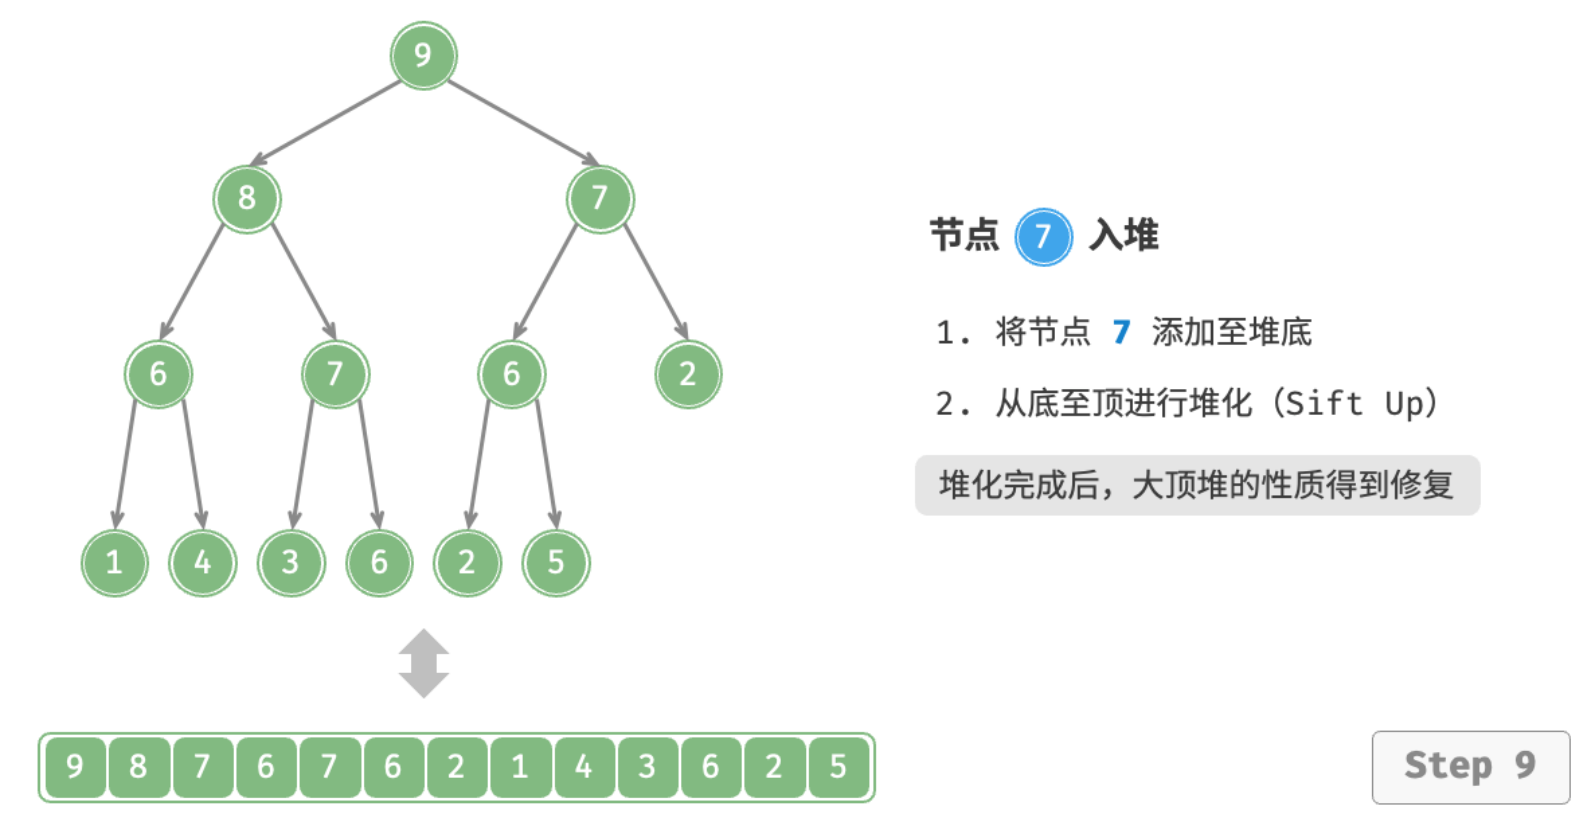 9
8 7
6 7 6 2
1 4 3 6 2 5
9 8 7 6 7 6 2 1 4 3 6 2 5
节点 7 入堆
1. 将节点 7 添加至堆底
2. 从底至顶进行堆化（Sift Up）
堆化完成后，大顶堆的性质得到修复
Step 9